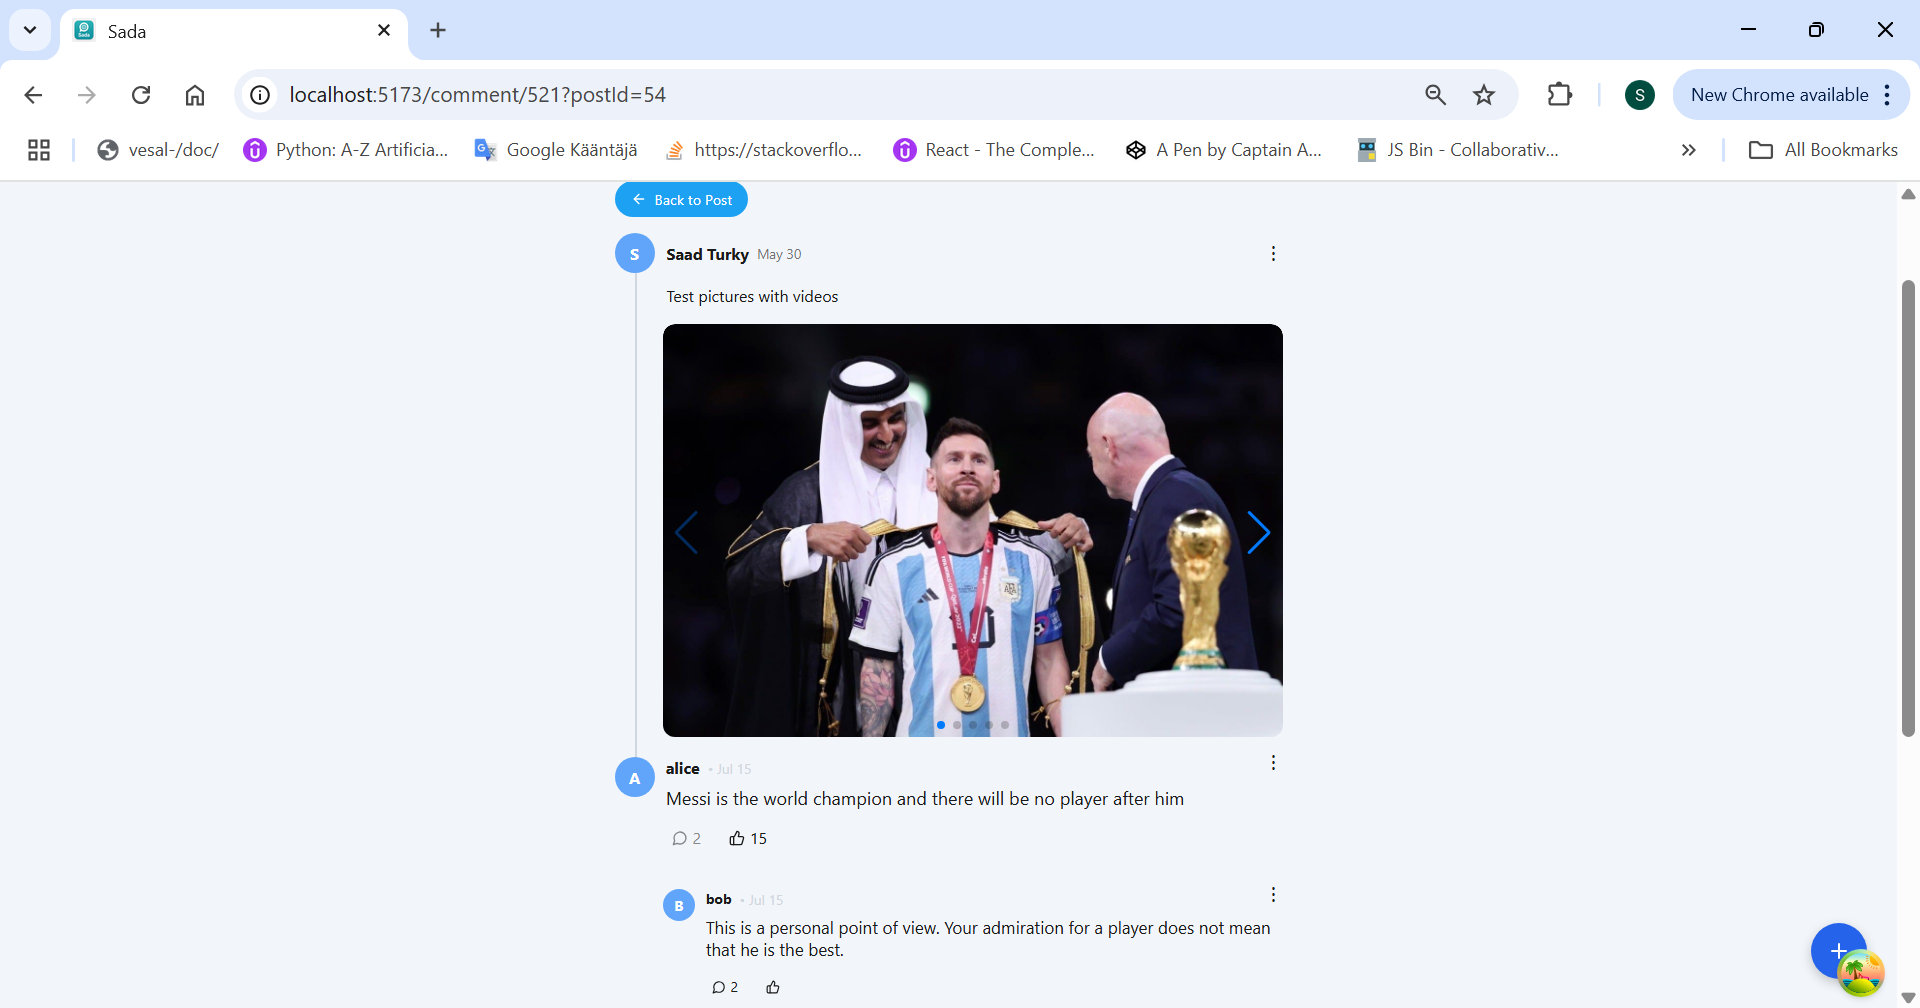 Sada
localhost:5173/comment/521?postId=54
S
New Chrome available
vesal-/doc/
Python: A-Z Artificia...
Google Kääntäjä
https://stackoverflo...
React - The Comple...
A Pen by Captain A...
JS Bin - Collaborativ...
»
All Bookmarks
← Back to Post
S
Saad Turky May 30
Test pictures with videos
10
A
alice • Jul 15
Messi is the world champion and there will be no player after him
2 15
B
bob • Jul 15
This is a personal point of view. Your admiration for a player does not mean
that he is the best.
2